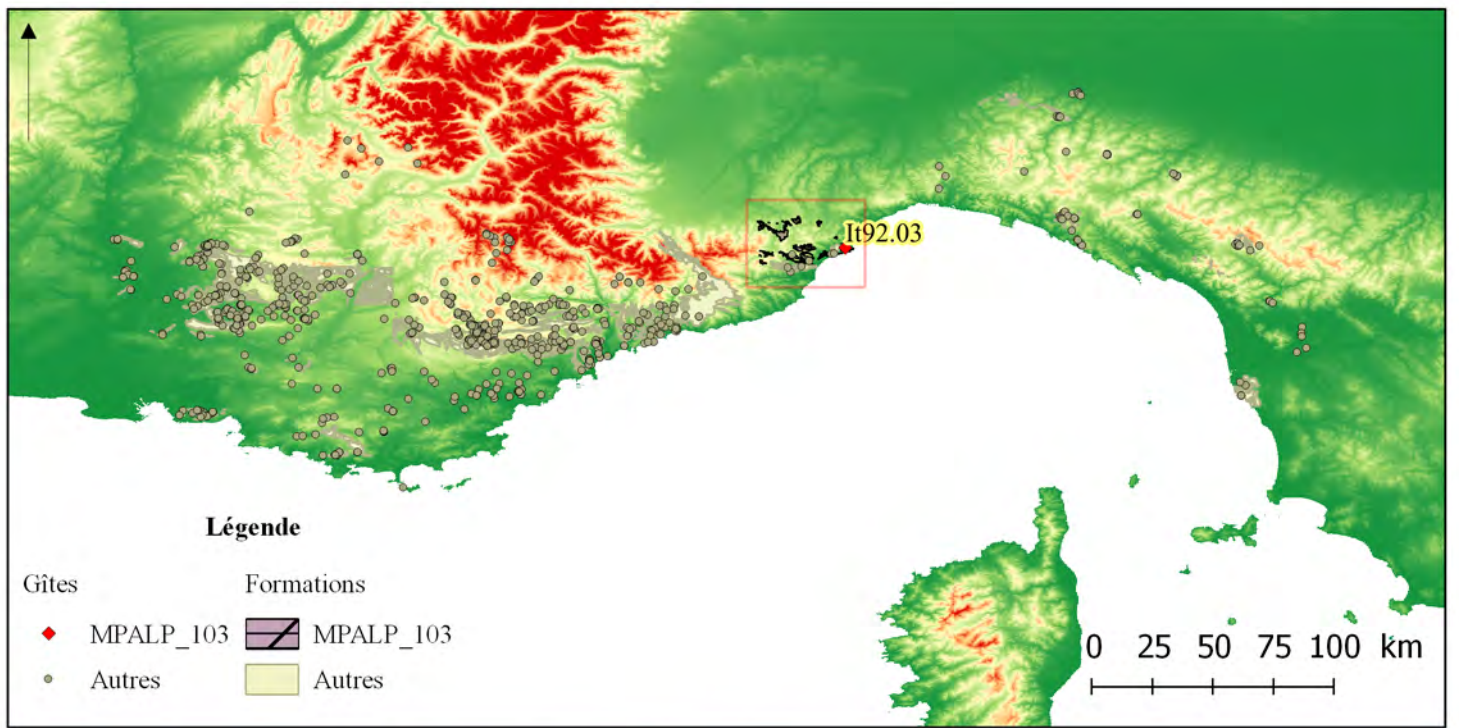 It92.03
Légende
Gîtes Formations
MPALP_103 MPALP_103
Autres Autres
0 25 50 75 100 km